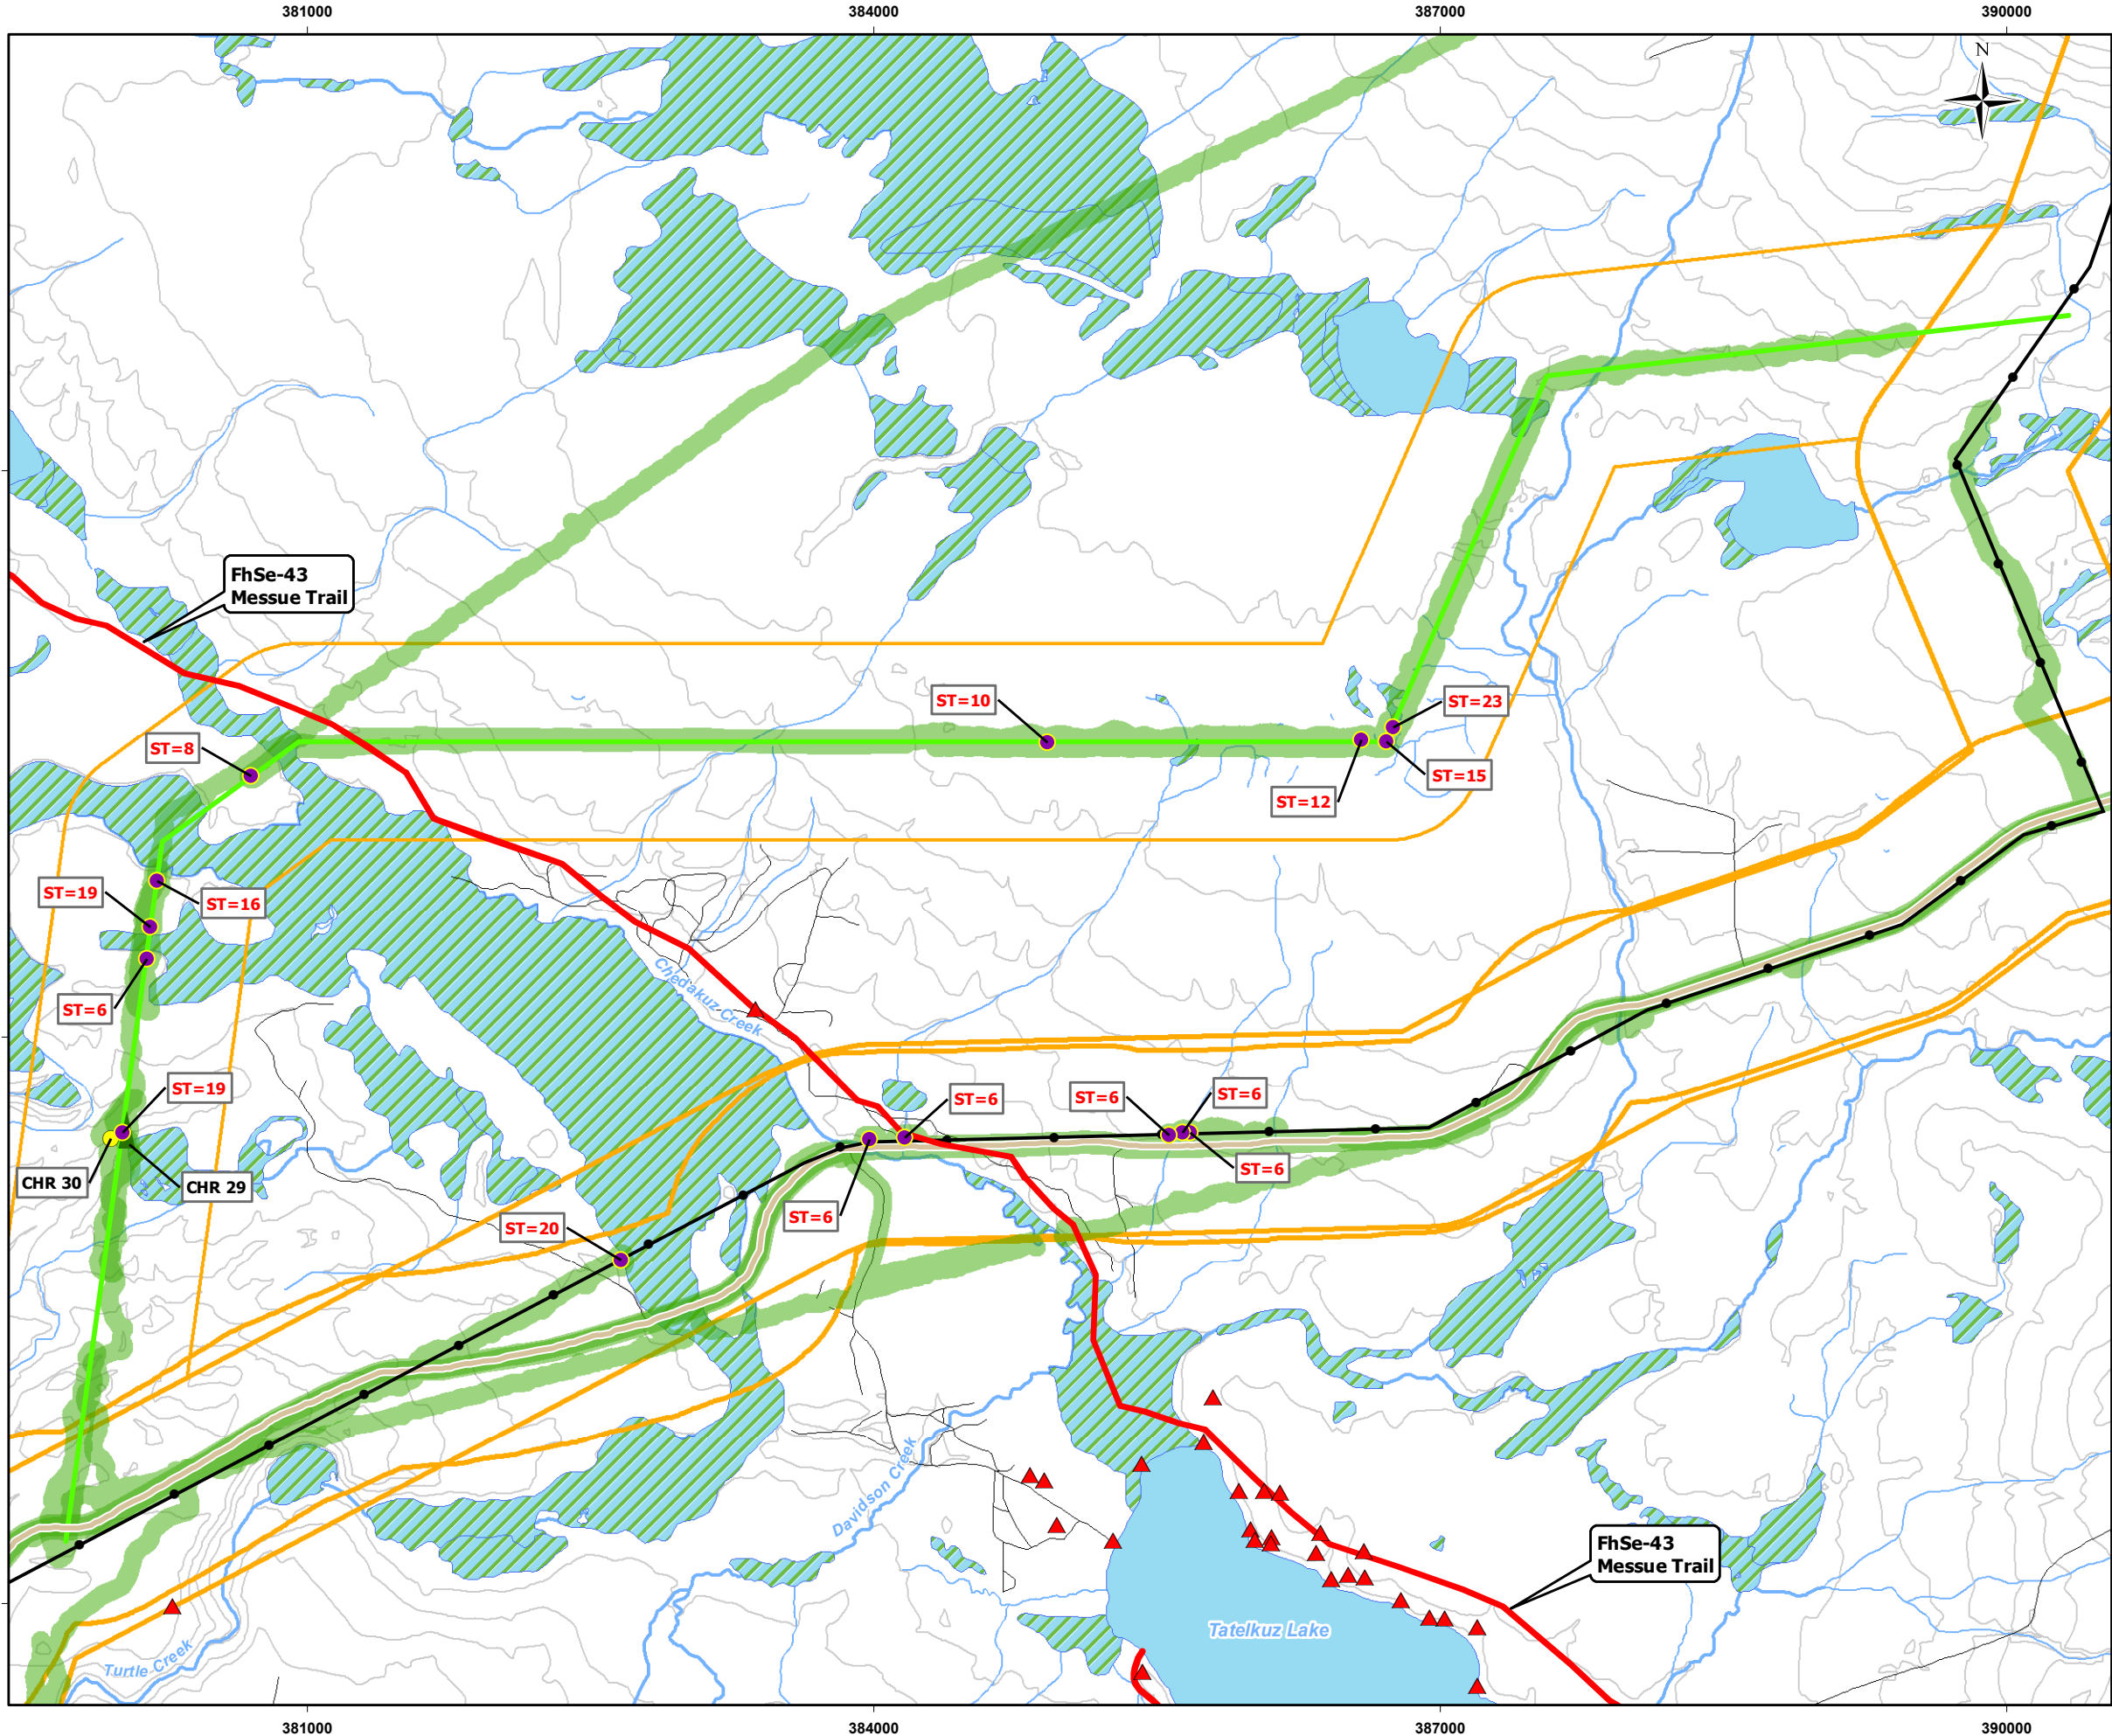 381000
384000
387000
390000
N
FhSe-43
Messue Trail
ST=10
ST=23
ST=8
ST=15
ST=12
ST=19
ST=16
Chedakuz Creek
ST=6
ST=19
ST=6
ST=6
ST=6
CHR 30
CHR 29
ST=6
ST=6
ST=20
Davidson Creek
FhSe-43
Messue Trail
Tatelkuz Lake
Turtle Creek
381000
384000
387000
390000